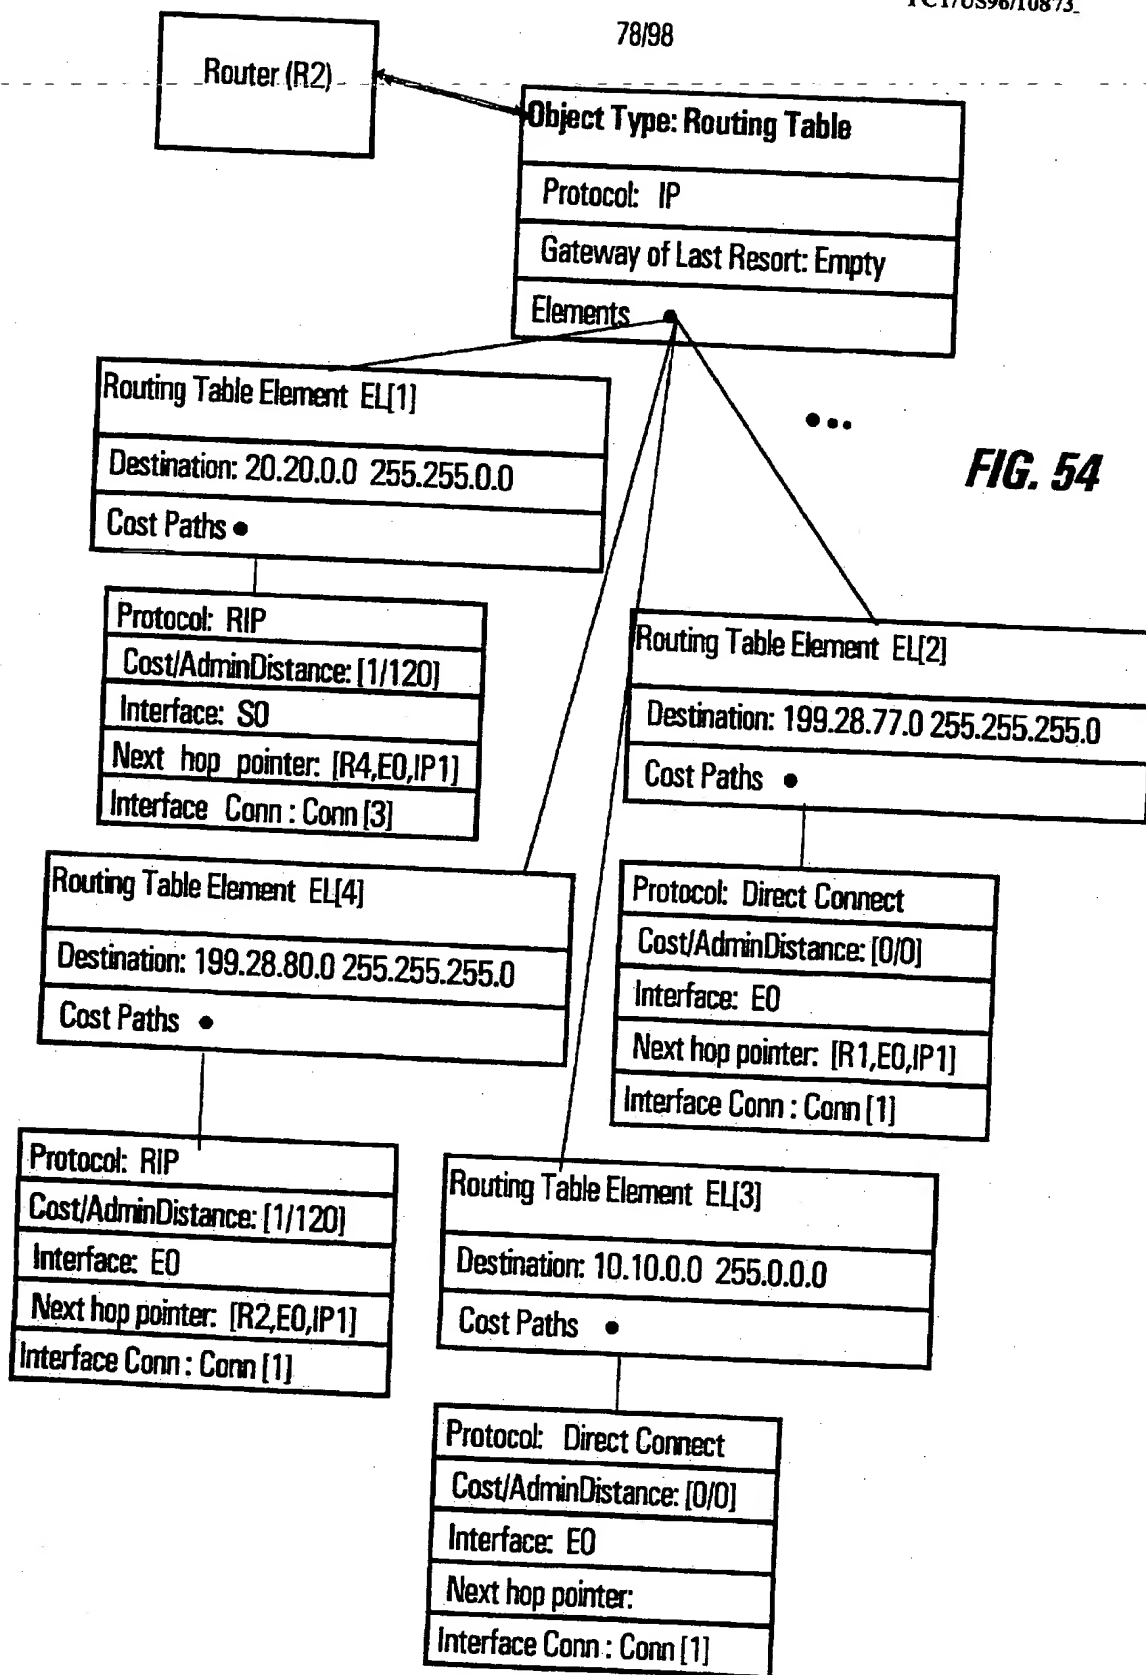 PCT/US96/10873
78/98
Router (R2)
Object Type: Routing Table
Protocol: IP
Gateway of Last Resort: Empty
Elements
Routing Table Element EL[1]
Destination: 20.20.0.0 255.255.0.0
Cost Paths
FIG. 54
Protocol: RIP
Cost/AdminDistance: [1/120]
Interface: S0
Next hop pointer: [R4,E0,IP1]
Interface Conn : Conn [3]
Routing Table Element EL[2]
Destination: 199.28.77.0 255.255.255.0
Cost Paths
Protocol: Direct Connect
Cost/AdminDistance: [0/0]
Interface: E0
Next hop pointer: [R1,E0,IP1]
Interface Conn : Conn [1]
Routing Table Element EL[4]
Destination: 199.28.80.0 255.255.255.0
Cost Paths
Protocol: RIP
Cost/AdminDistance: [1/120]
Interface: E0
Next hop pointer: [R2,E0,IP1]
Interface Conn : Conn [1]
Routing Table Element EL[3]
Destination: 10.10.0.0 255.0.0.0
Cost Paths
Protocol: Direct Connect
Cost/AdminDistance: [0/0]
Interface: E0
Next hop pointer:
Interface Conn : Conn [1]